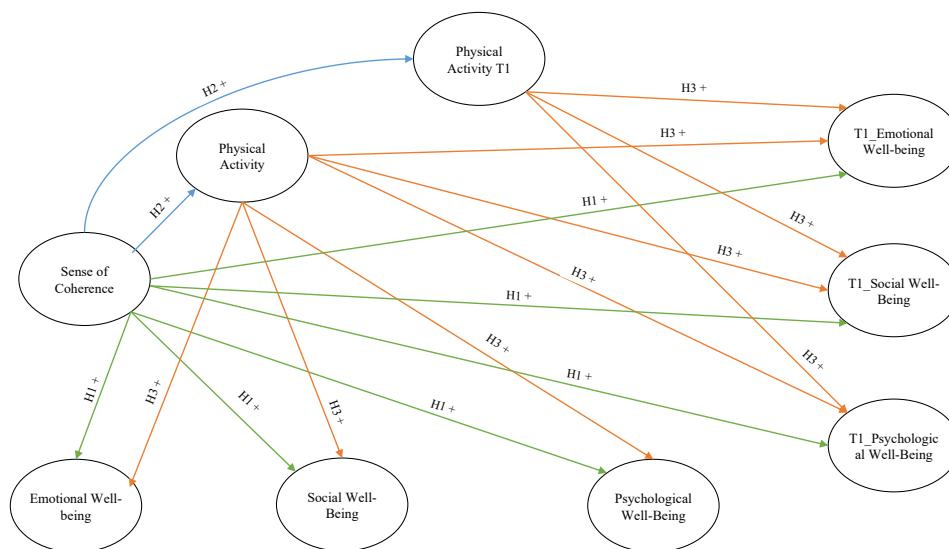 Physical
Activity T1
H2 +
H3 +
T1_Emotional
Well-being
H3 +
Physical
Activity
H2 +
H1 +
H3 +
H3 +
Sense of
Coherence
H3 +
T1_Social Well-
Being
H1 +
H3 +
H3 +
H1 +
H3 +
H1 +
H3 +
H1 +
H1 +
T1_Psychologic
al Well-Being
Emotional Well-
being
Social Well-
Being
Psychological
Well-Being